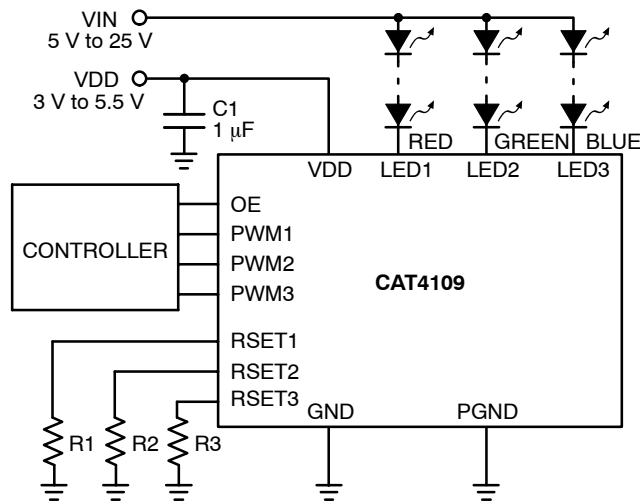 VIN
5 V to 25 V
VDD
3 V to 5.5 V
C1
1 μF
RED
GREEN
BLUE
VDD
LED1
LED2
LED3
CONTROLLER
OE
PWM1
PWM2
PWM3
CAT4109
RSET1
RSET2
RSET3
GND
PGND
R1
R2
R3